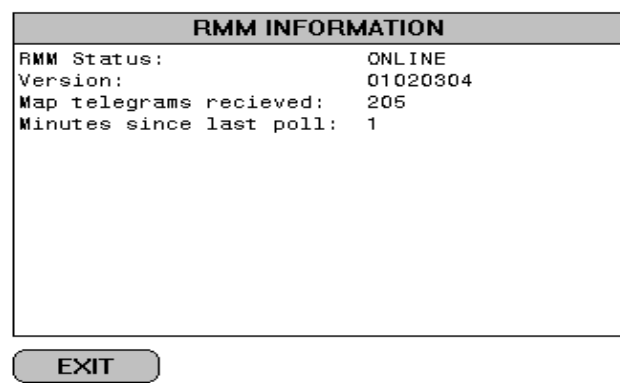 RMM INFORMATION
RMM Status: ONLINE
Version: 01020304
Map telegrams recieved: 205
Minutes since last poll: 1
EXIT